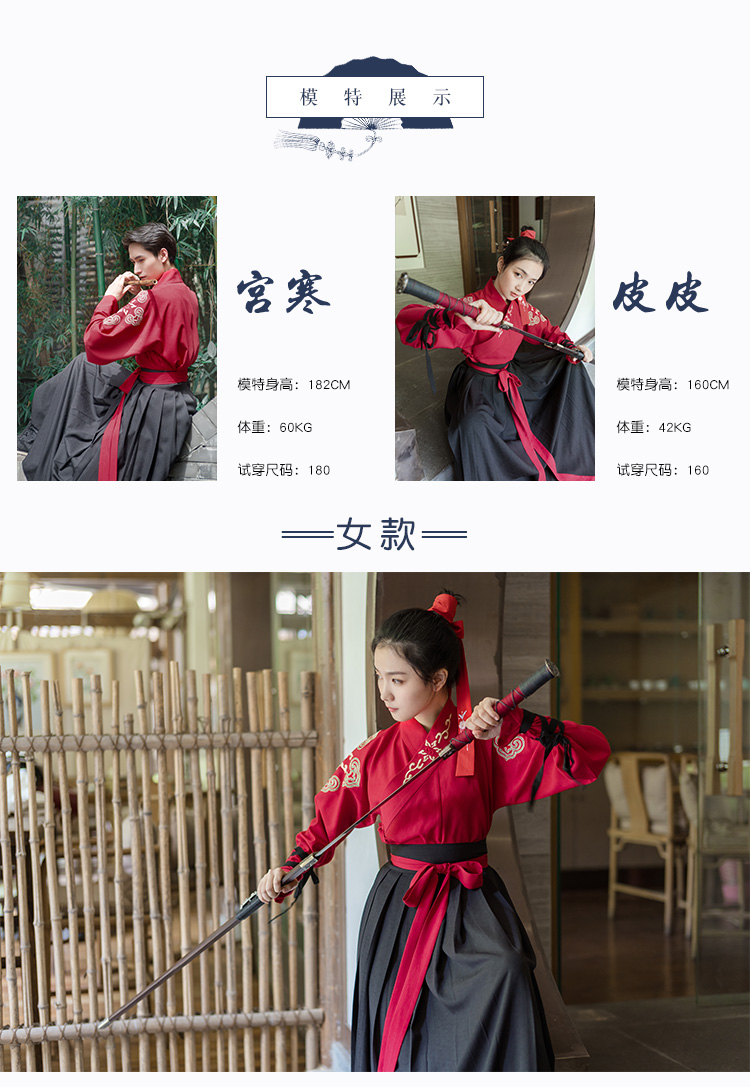 模特展示
宫寒
模特身高：182CM
体重：60KG
试穿尺码：180
皮皮
模特身高：160CM
体重：42KG
试穿尺码：160
女款